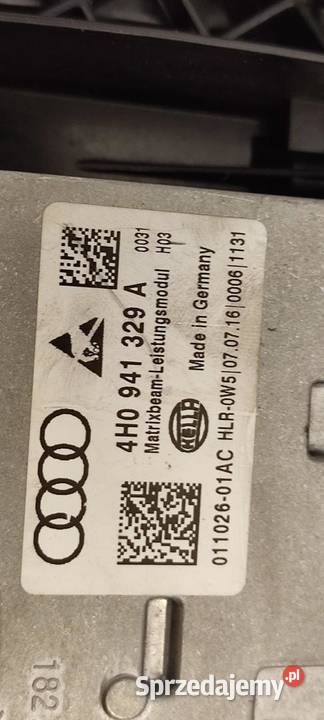 0031
H03
4H0 941 329 A
Matrixbeam-Leistungsmodul
Made in Germany
HELLA
011026-01AC HLR-0W5|07.07.16|0006|1131
182
Sprzedajemy.pl